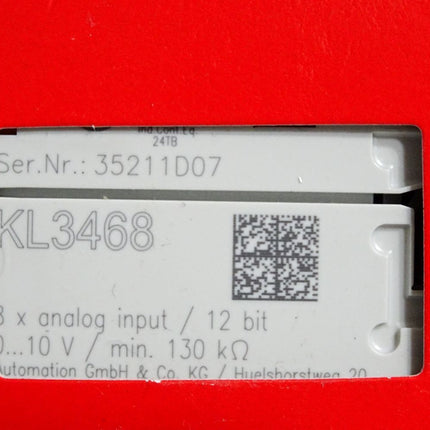 Ind.Cont.Eq.
24TB
Ser.Nr.: 35211D07
KL3468
8 x analog input / 12 bit
0...10 V / min. 130 kΩ
Automation GmbH & Co. KG / Huelshorstweg 20